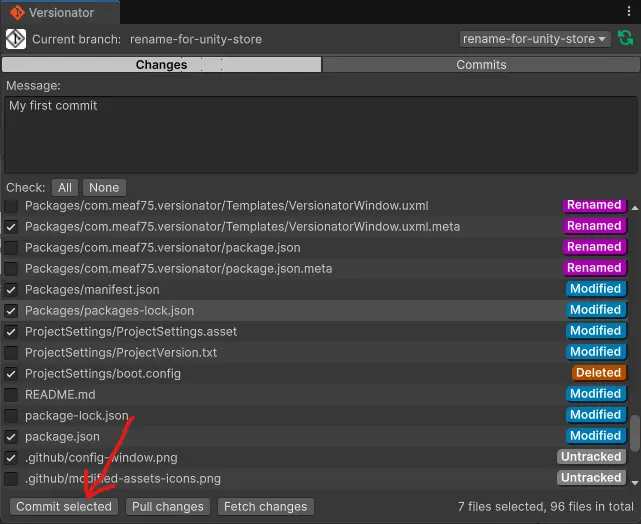 Versionator
Current branch: rename-for-unity-store rename-for-unity-store
Changes Commits
Message:
My first commit
Check: All None
Packages/com.meaf75.versionator/Templates/VersionatorWindow.uxml Renamed
Packages/com.meaf75.versionator/Templates/VersionatorWindow.uxml.meta Renamed
Packages/com.meaf75.versionator/package.json Renamed
Packages/com.meaf75.versionator/package.json.meta Renamed
Packages/manifest.json Modified
Packages/packages-lock.json Modified
ProjectSettings/ProjectSettings.asset Modified
ProjectSettings/ProjectVersion.txt Modified
ProjectSettings/boot.config Deleted
README.md Modified
package-lock.json Modified
package.json Modified
.github/config-window.png Untracked
.github/modified-assets-icons.png Untracked
Commit selected Pull changes Fetch changes 7 files selected, 96 files in total